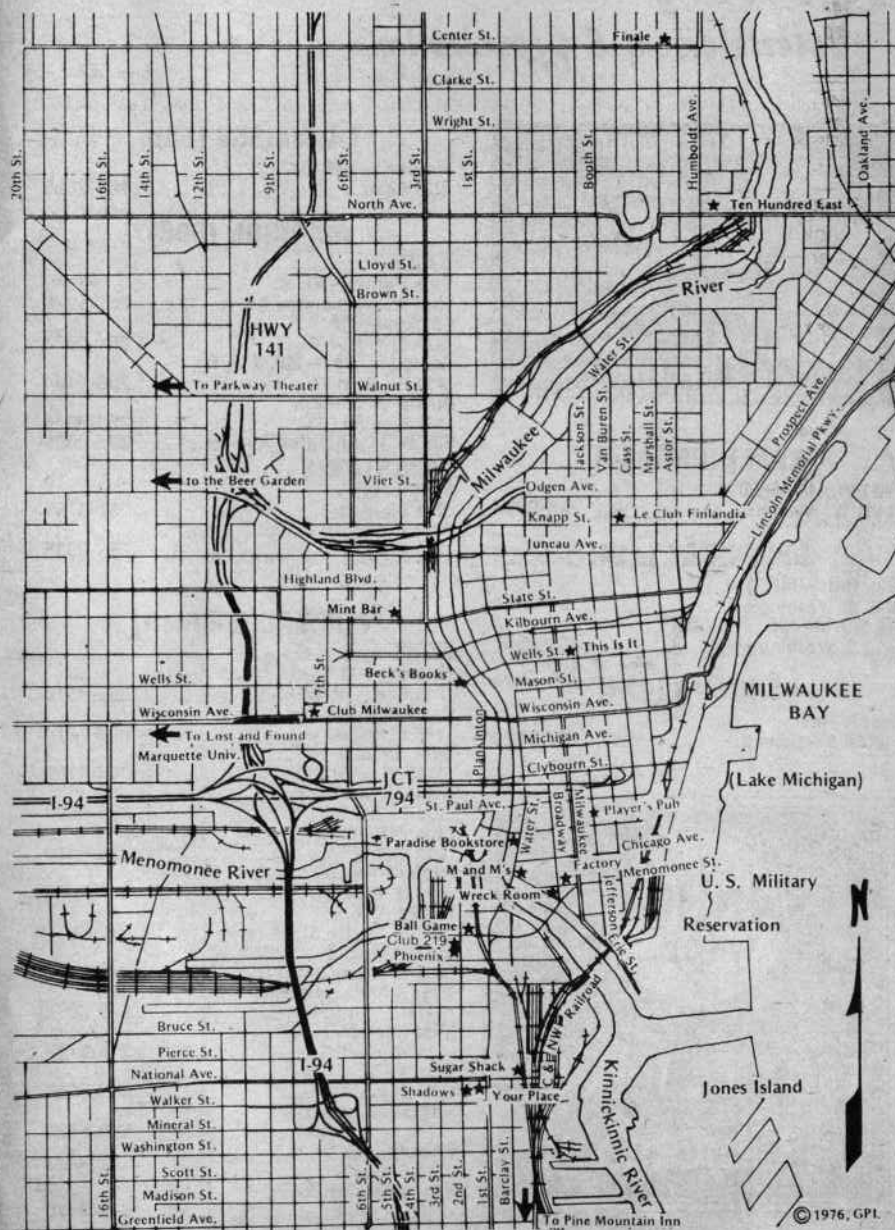 Center St.
Finale
Clarke St.
Wright St.
20th St.
16th St.
14th St.
12th St.
9th St.
6th St.
3rd St.
1st St.
Booth St.
Humboldt Ave.
Oakland Ave.
North Ave.
Ten Hundred East
Lloyd St.
Brown St.
River
HWY
141
Water St.
To Parkway Theater
Walnut St.
Jackson St.
Van Buren St.
Cass St.
Marshall St.
Astor St.
Prospect Ave.
Lincoln Memorial Pkwy.
Milwaukee
to the Beer Garden
Vliet St.
Odgen Ave.
Knapp St.
Le Club Finlandia
Juneau Ave.
Highland Blvd.
State St.
Mint Bar
Kilbourn Ave.
Wells St.
This Is It
Beck's Books
Mason St.
Wells St.
7th St.
Wisconsin Ave.
Club Milwaukee
Wisconsin Ave.
MILWAUKEE
BAY
To Lost and Found
Michigan Ave.
Marquette Univ.
Plankinton
Clybourn St.
JCT
794
(Lake Michigan)
I-94
St. Paul Ave.
Water St.
Broadway
Milwaukee
Player's Pub
Paradise Bookstore
Chicago Ave.
Menomonee River
M and M's
Factory
Menomonee St.
Wreck Room
Jefferson
U. S. Military
Reservation
N
Ball Game
Club 219
Phoenix
Erie St.
C & E NW Railroad
Bruce St.
Pierce St.
I-94
Sugar Shack
National Ave.
Shadows
Your Place
Jones Island
Kinnickinnic River
Walker St.
Mineral St.
Washington St.
Scott St.
Madison St.
Greenfield Ave.
16th St.
6th St.
5th St.
4th St.
3rd St.
2nd St.
1st St.
Barclay St.
To Pine Mountain Inn
© 1976, GPI.